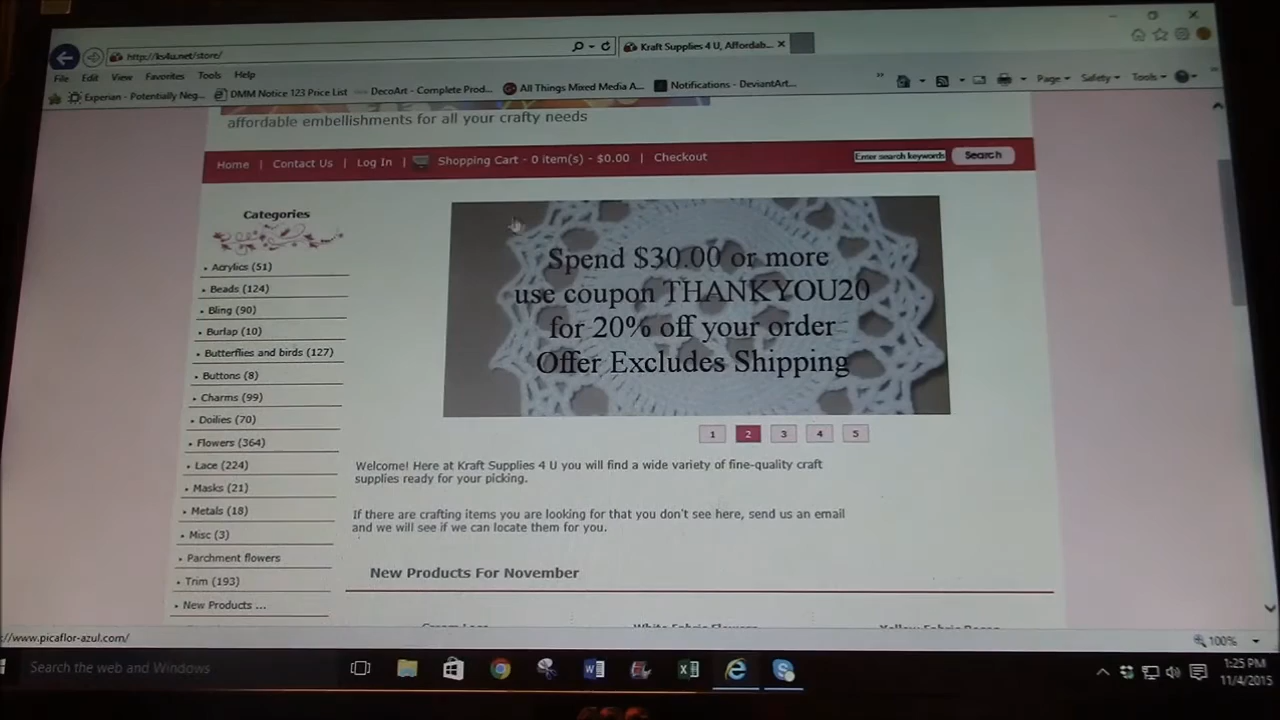 http://ks4u.net/store/
Kraft Supplies 4 U, Affordab...
File Edit View Favorites Tools Help
Experian - Potentially Neg...
DMM Notice 123 Price List
DecoArt - Complete Prod...
All Things Mixed Media A...
Notifications - DeviantArt...
Page
Safety
Tools
affordable embellishments for all your crafty needs
Home | Contact Us | Log In | Shopping Cart - 0 item(s) - $0.00 | Checkout
Enter search keywords
Search
Categories
Acrylics (51)
Beads (124)
Bling (90)
Burlap (10)
Butterflies and birds (127)
Buttons (8)
Charms (99)
Doilies (70)
Flowers (364)
Lace (224)
Masks (21)
Metals (18)
Misc (3)
Parchment flowers
Trim (193)
New Products ...
Spend $30.00 or more
use coupon THANKYOU20
for 20% off your order
Offer Excludes Shipping
1 2 3 4 5
Welcome! Here at Kraft Supplies 4 U you will find a wide variety of fine-quality craft
supplies ready for your picking.
If there are crafting items you are looking for that you don't see here, send us an email
and we will see if we can locate them for you.
New Products For November
://www.picaflor-azul.com/
100%
Search the web and Windows
1:25 PM
11/4/2015